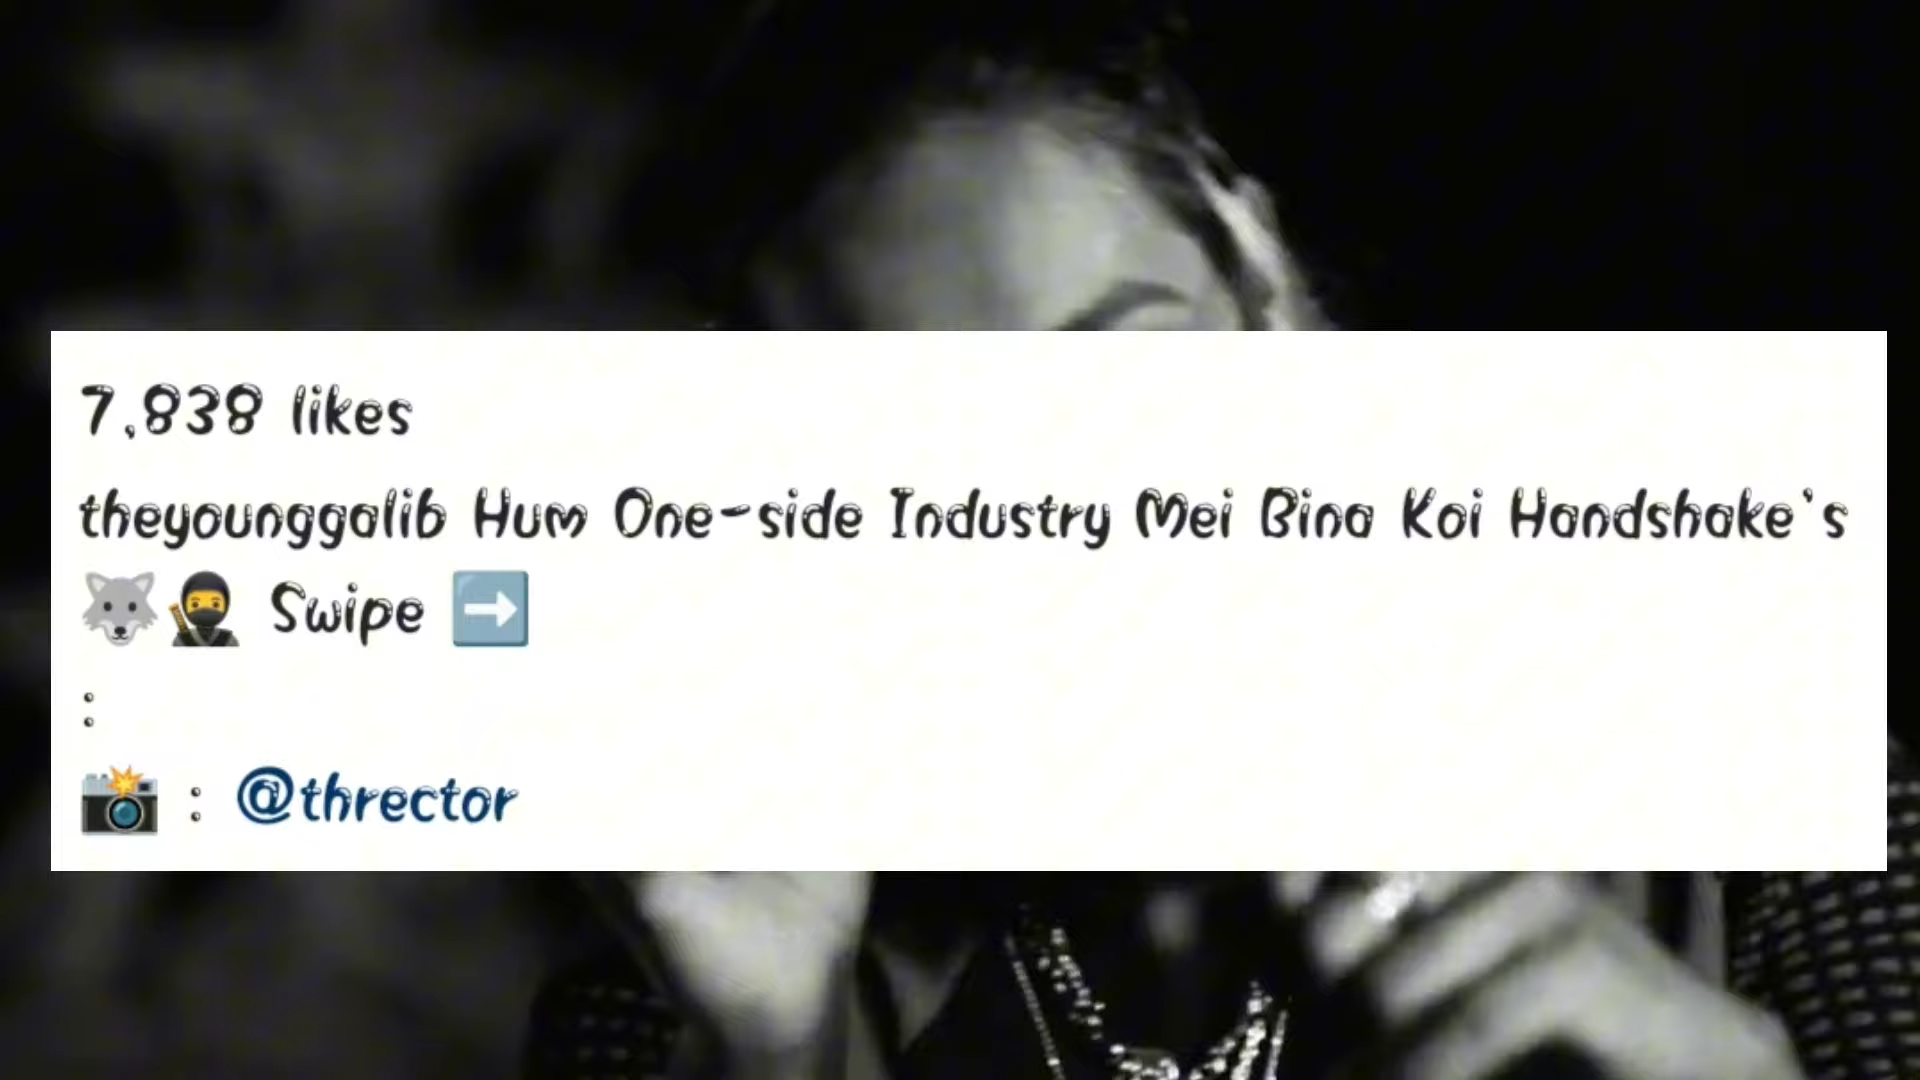 7,838 likes
theyounggalib Hum One-side Industry Mei Bina Koi Handshake's
🐺🥷 Swipe ➡️
:
📸 : @thrector